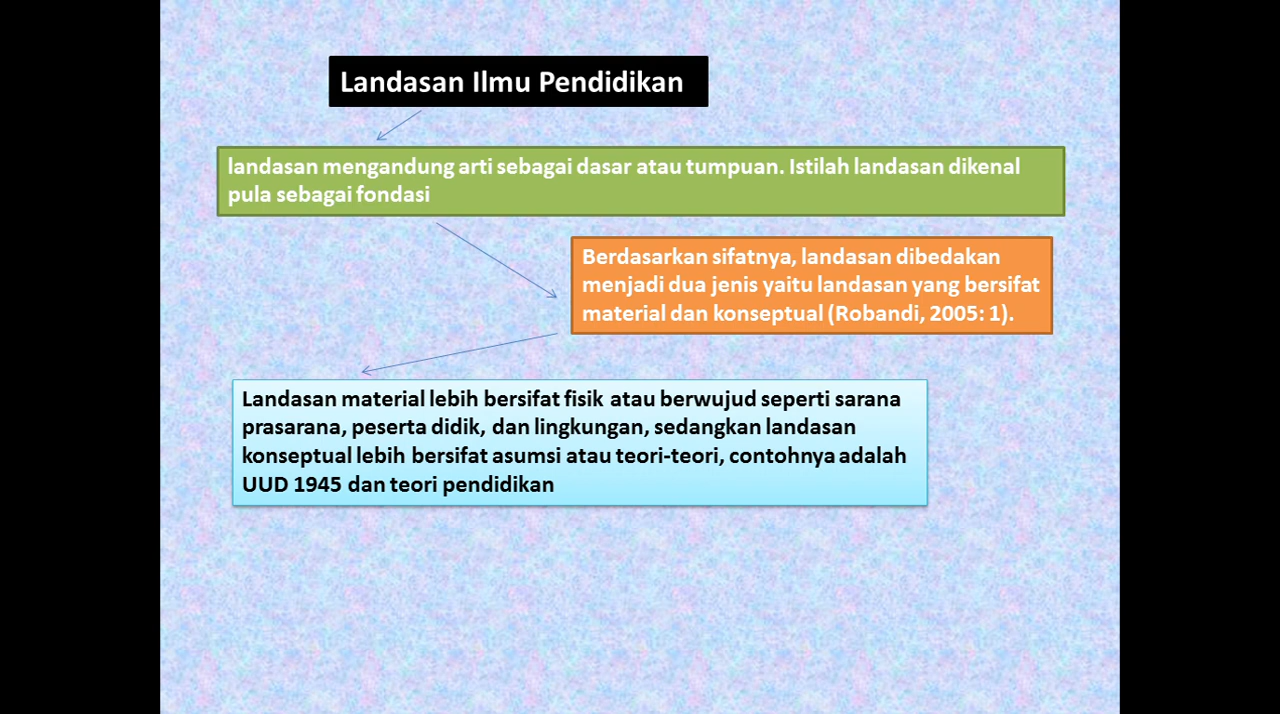 Landasan Ilmu Pendidikan
landasan mengandung arti sebagai dasar atau tumpuan. Istilah landasan dikenal
pula sebagai fondasi
Berdasarkan sifatnya, landasan dibedakan
menjadi dua jenis yaitu landasan yang bersifat
material dan konseptual (Robandi, 2005: 1).
Landasan material lebih bersifat fisik atau berwujud seperti sarana
prasarana, peserta didik, dan lingkungan, sedangkan landasan
konseptual lebih bersifat asumsi atau teori-teori, contohnya adalah
UUD 1945 dan teori pendidikan